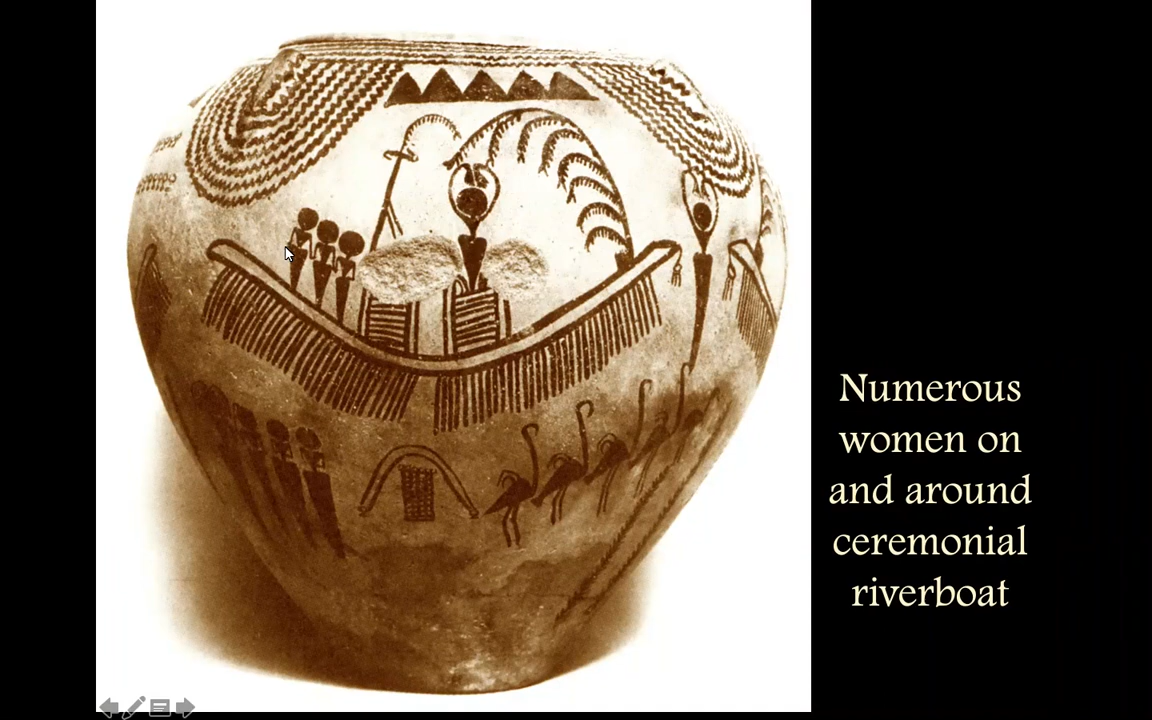 Numerous
women on
and around
ceremonial
riverboat